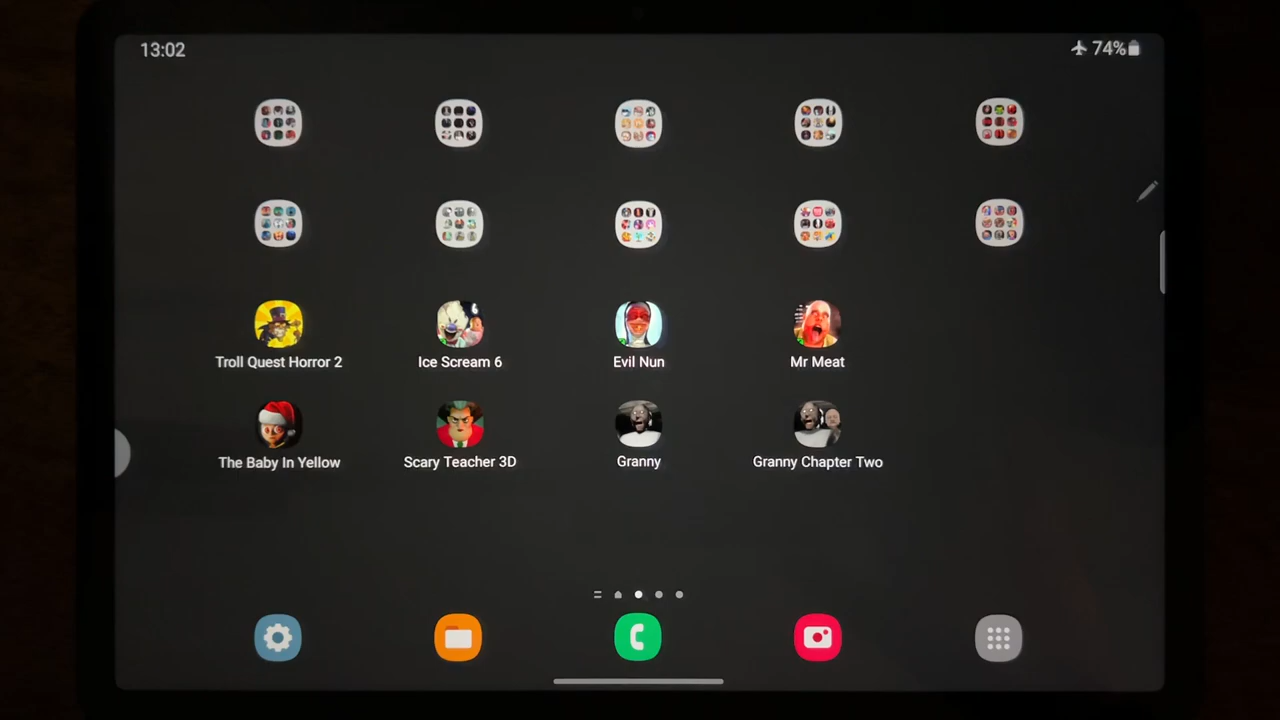 13:02
74%
Troll Quest Horror 2
Ice Scream 6
Evil Nun
Mr Meat
The Baby In Yellow
Scary Teacher 3D
Granny
Granny Chapter Two